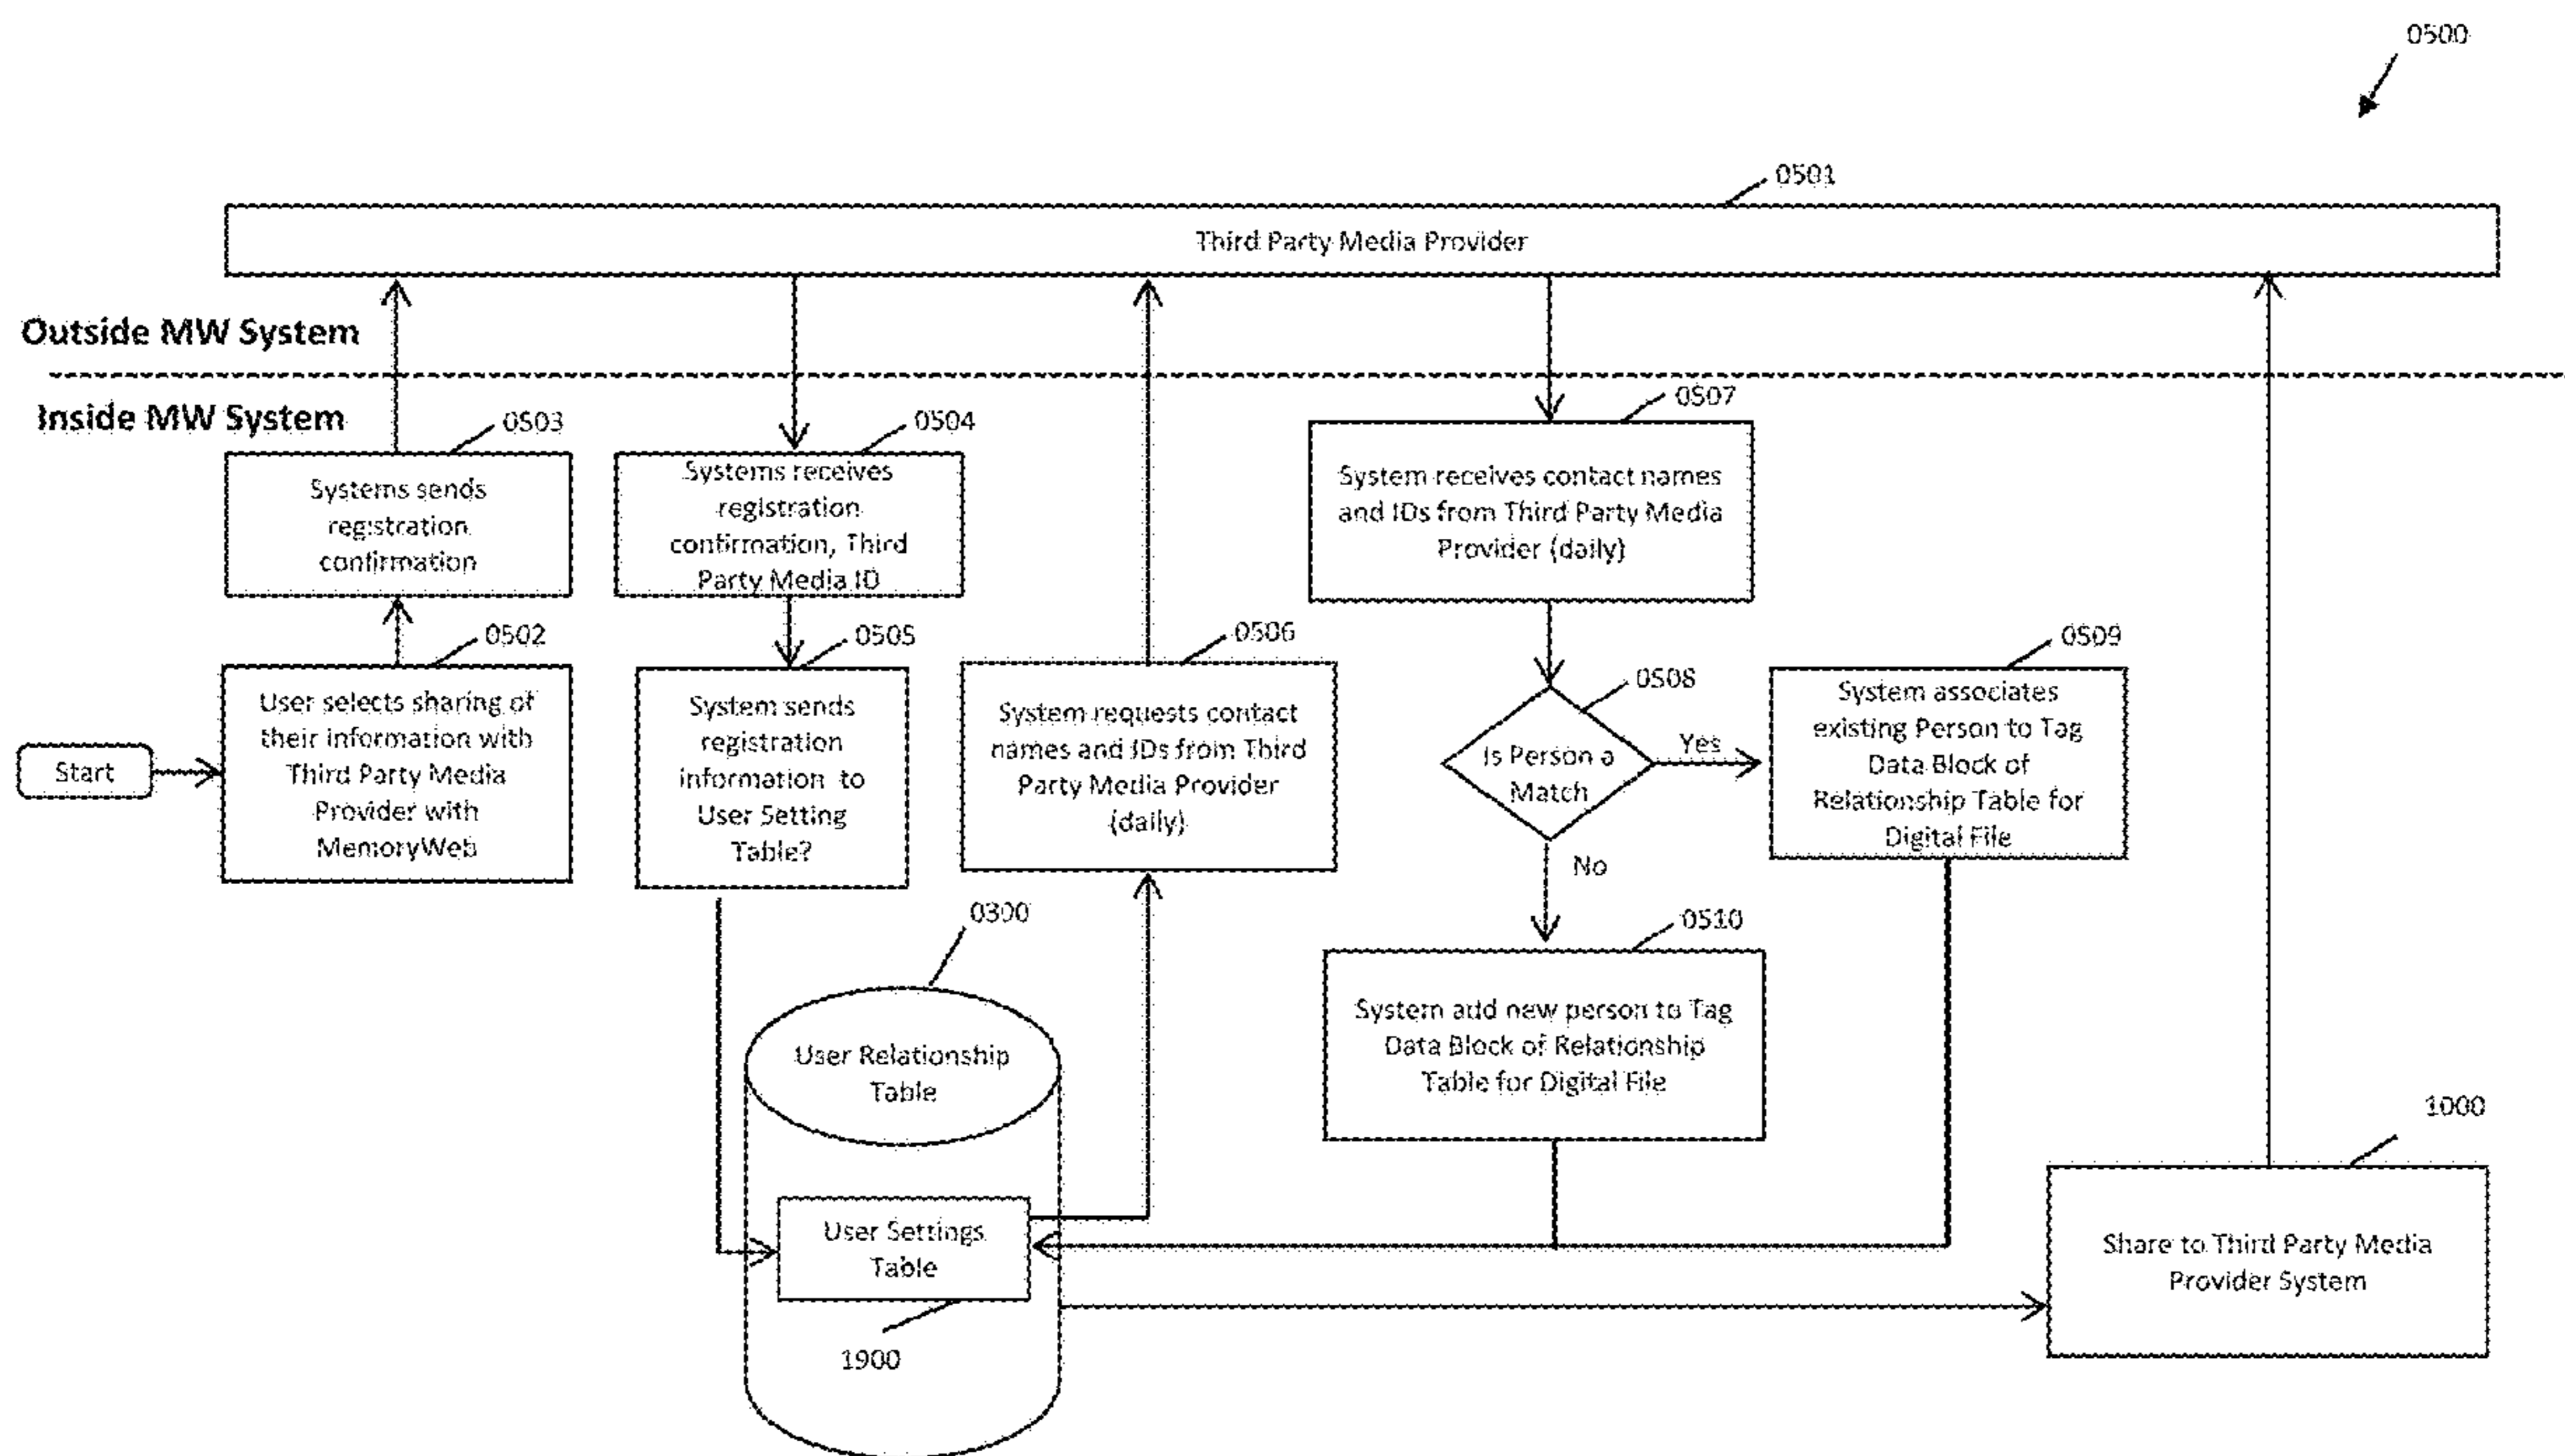 0500
0501
Third Party Media Provider
Outside MW System
Inside MW System
0503
Systems sends
registration
confirmation
0504
Systems receives
registration
confirmation, Third
Party Media ID
0507
System receives contact names
and IDs from Third Party Media
Provider (daily)
0502
User selects sharing of
their information with
Third Party Media
Provider with
MemoryWeb
Start
0505
System sends
registration
information to
User Setting
Table?
0506
System requests contact
names and IDs from Third
Party Media Provider
(daily)
0508
Is Person a
Match
Yes
No
0509
System associates
existing Person to Tag
Data Block of
Relationship Table for
Digital File
0300
User Relationship
Table
0510
System add new person to Tag
Data Block of Relationship
Table for Digital File
User Settings
Table
1900
1000
Share to Third Party Media
Provider System